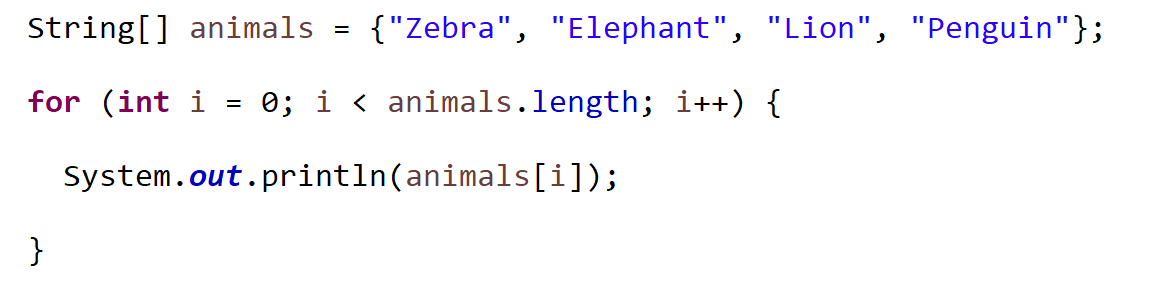 String[] animals = {"Zebra", "Elephant", "Lion", "Penguin"};
for (int i = 0; i < animals.length; i++) {
  System.out.println(animals[i]);
}